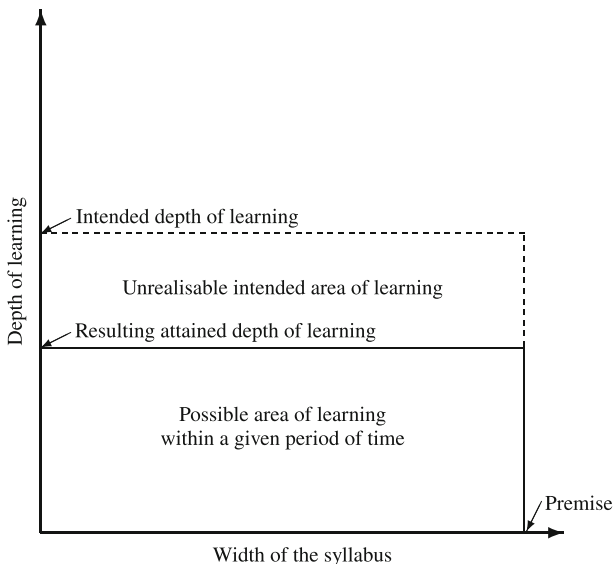 Intended depth of learning
Unrealisable intended area of learning
Resulting attained depth of learning
Possible area of learning
within a given period of time
Premise
Depth of learning
Width of the syllabus